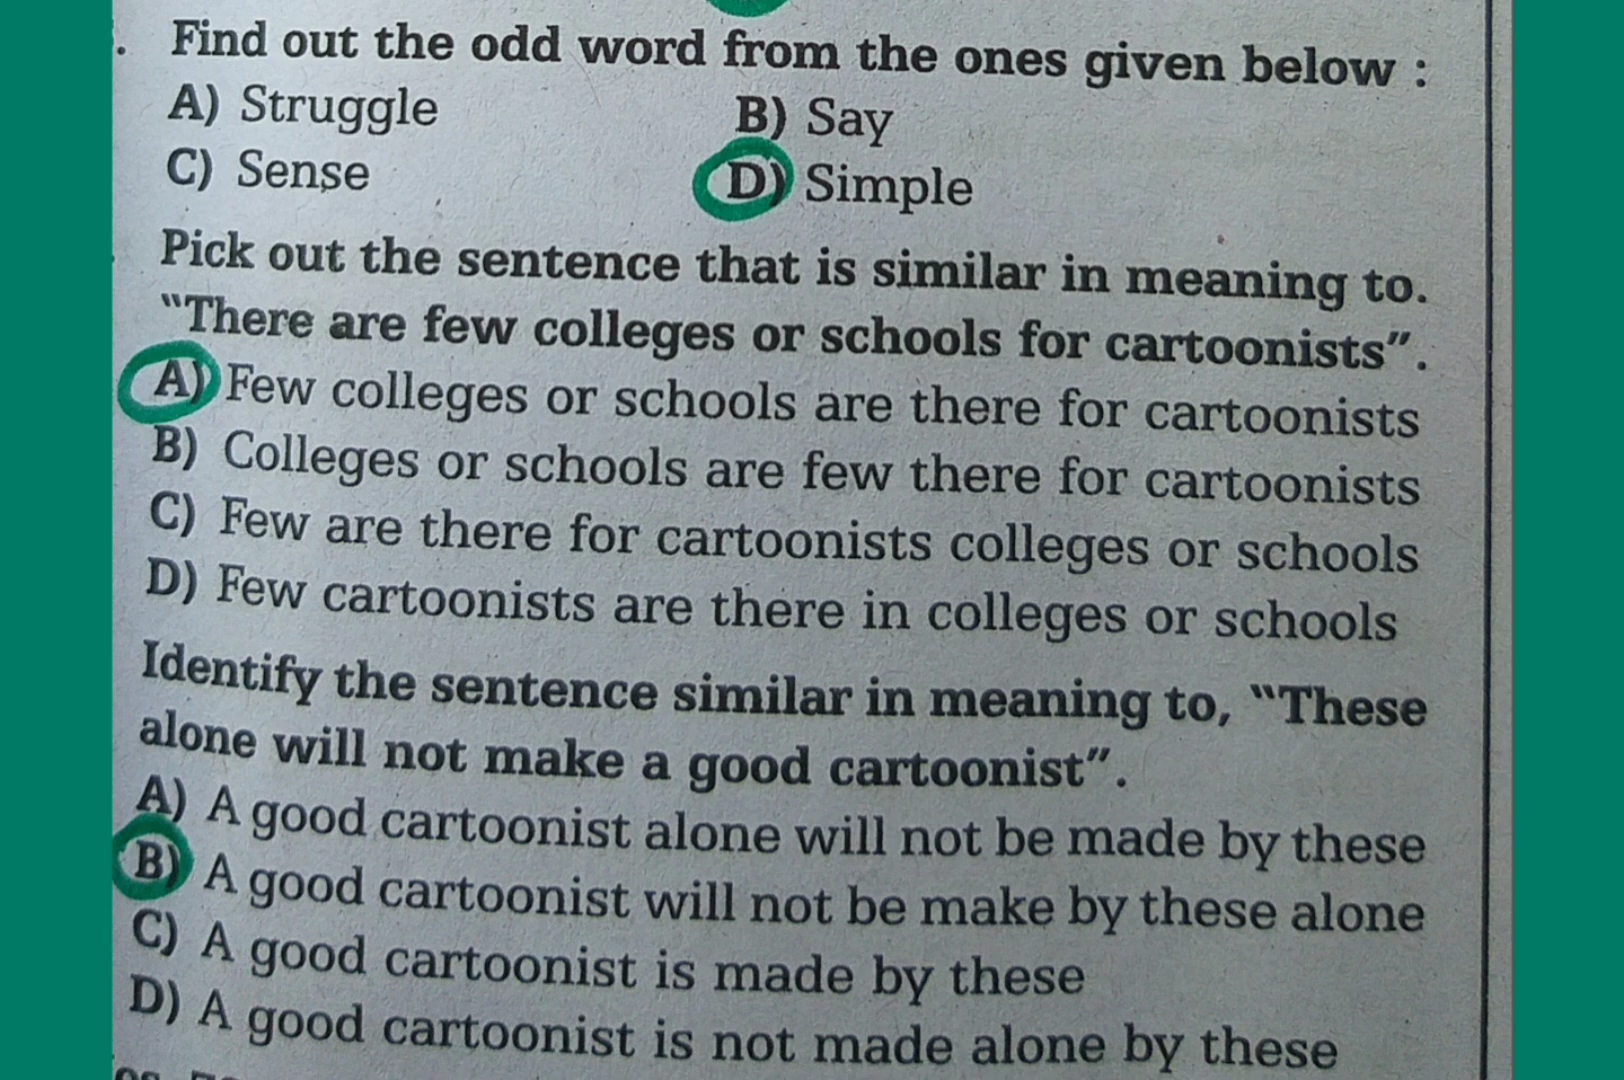 . Find out the odd word from the ones given below :
A) Struggle B) Say
C) Sense D) Simple
Pick out the sentence that is similar in meaning to.
"There are few colleges or schools for cartoonists".
A) Few colleges or schools are there for cartoonists
B) Colleges or schools are few there for cartoonists
C) Few are there for cartoonists colleges or schools
D) Few cartoonists are there in colleges or schools
Identify the sentence similar in meaning to, "These
alone will not make a good cartoonist".
A) A good cartoonist alone will not be made by these
B) A good cartoonist will not be make by these alone
C) A good cartoonist is made by these
D) A good cartoonist is not made alone by these